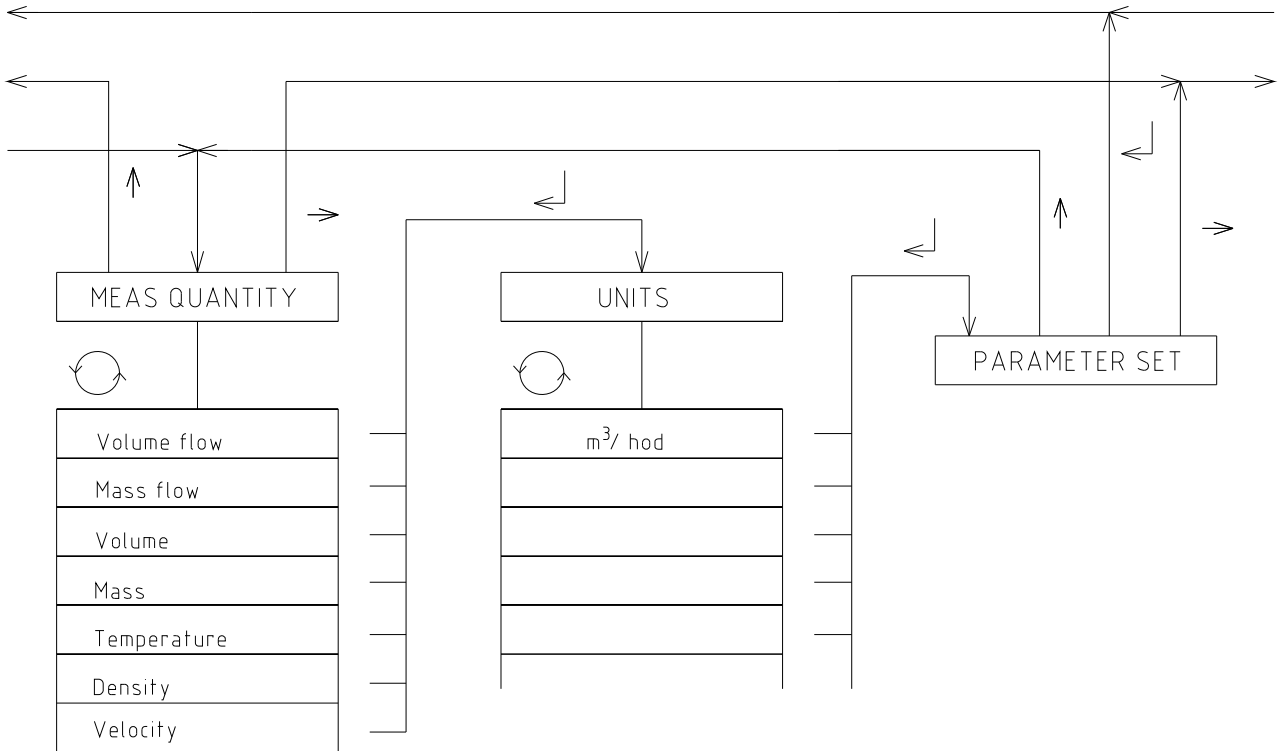 MEAS QUANTITY
UNITS
PARAMETER SET
Volume flow
Mass flow
Volume
Mass
Temperature
Density
Velocity
m³/ hod